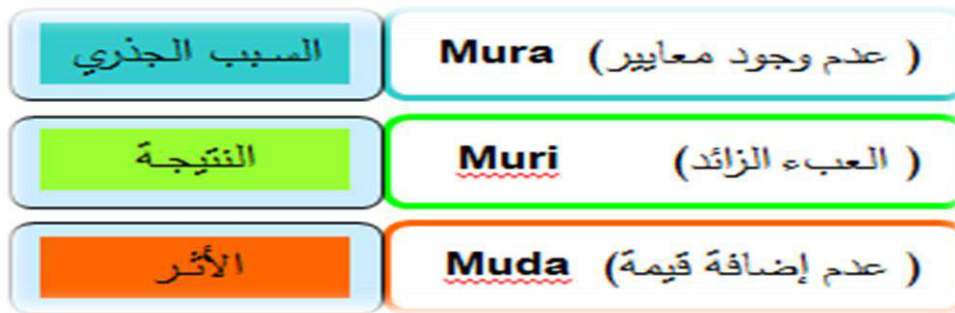 السبب الجذري
Mura (عدم وجود معايير )
النتيجة
Muri (العبء الزائد )
الأثر
Muda (عدم إضافة قيمة )